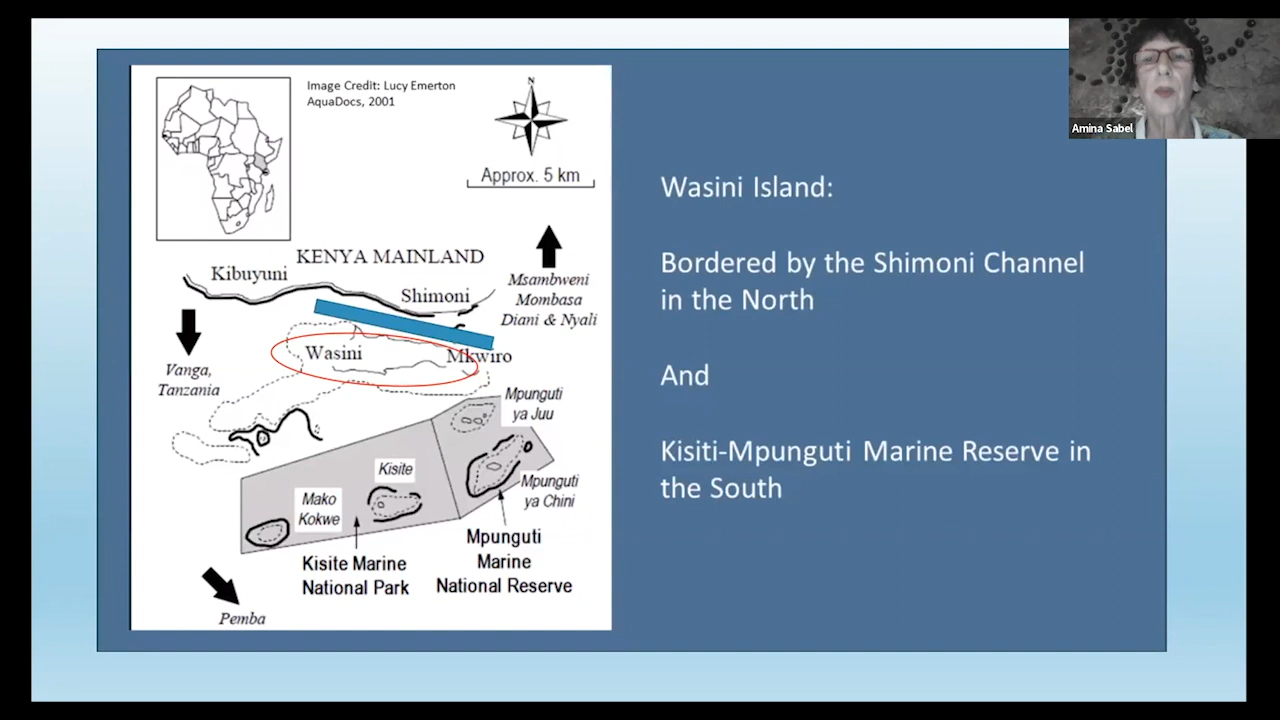 Image Credit: Lucy Emerton
AquaDocs, 2001
N
Approx. 5 km
KENYA MAINLAND
Kibuyuni
Shimoni
Msambweni
Mombasa
Diani & Nyali
Wasini
Mkwiro
Vanga,
Tanzania
Mpunguti
ya Juu
Kisite
Mako
Kokwe
Mpunguti
ya Chini
Kisite Marine
National Park
Mpunguti
Marine
National Reserve
Pemba
Wasini Island:
Bordered by the Shimoni Channel
in the North
And
Kisiti-Mpunguti Marine Reserve in
the South
Amina Sabel